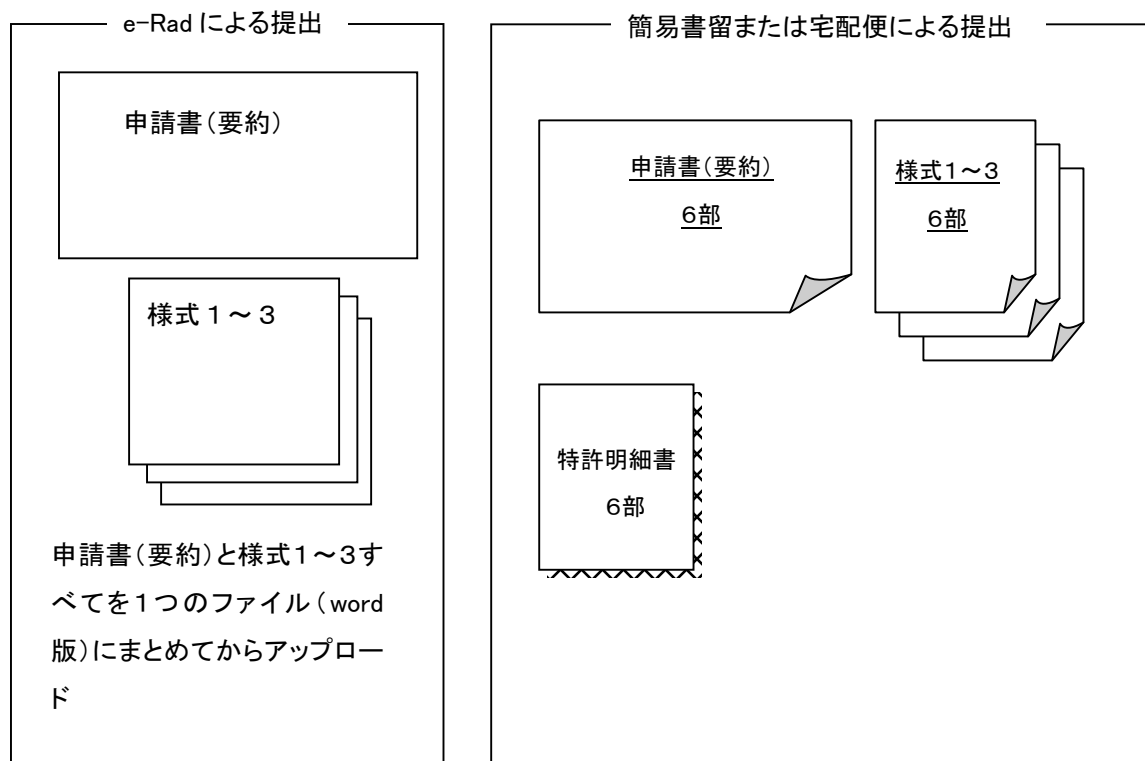 e-Rad による提出
申請書（要約）
様式１～３
申請書（要約）と様式１～３す
べてを１つのファイル（word
版）にまとめてからアップロー
ド
簡易書留または宅配便による提出
申請書（要約）
６部
様式１～３
６部
特許明細書
６部